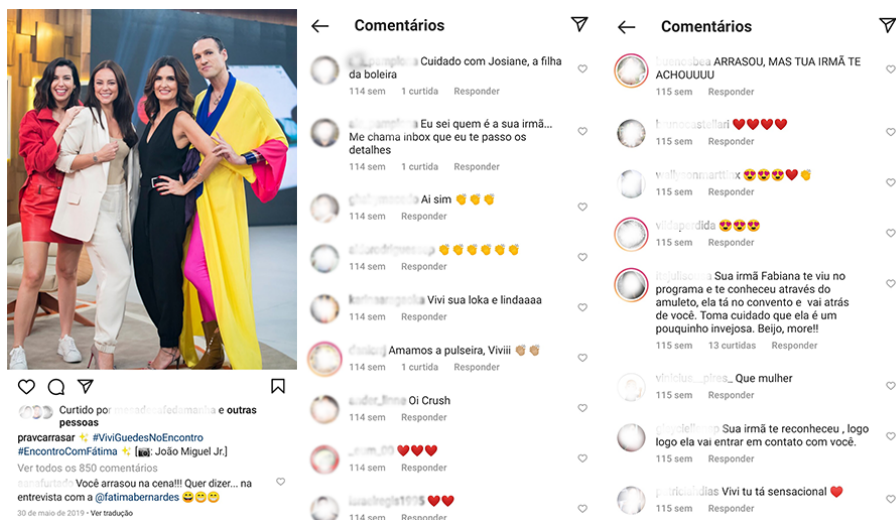 Curtido por
e outras
pessoas
pravcarrasar ✨ #ViviGuedesNoEncontro
#EncontroComFátima ✨ [📷: João Miguel Jr.]
Ver todos os 850 comentários
Você arrasou na cena!!! Quer dizer... na
entrevista com a @fatimabernardes 😄😁😁
30 de maio de 2019 • Ver tradução
Comentários
Cuidado com Josiane, a filha
da boleira
114 sem 1 curtida Responder
Eu sei quem é a sua irmã...
Me chama inbox que eu te passo os
detalhes
114 sem 1 curtida Responder
Ai sim 👏👏👏
114 sem Responder
👏👏👏👏👏👏
114 sem Responder
Vivi sua loka e lindaaaa
114 sem Responder
Amamos a pulseira, Viviii 👏🏼👏🏼
114 sem 1 curtida Responder
Oi Crush
114 sem Responder
❤️❤️❤️
114 sem Responder
❤️❤️
114 sem Responder
Comentários
ARRASOU, MAS TUA IRMÃ TE
ACHOUUUU
115 sem Responder
❤️❤️❤️❤️
115 sem Responder
😍😍😍❤️👏
115 sem Responder
😍😍😍
115 sem Responder
Sua irmã Fabiana te viu no
programa e te conheceu através do
amuleto, ela tá no convento e vai atrás
de você. Toma cuidado que ela é um
pouquinho invejosa. Beijo, more!!
115 sem 13 curtidas Responder
Que mulher
115 sem Responder
Sua irmã te reconheceu , logo
logo ela vai entrar em contato com você.
115 sem Responder
Vivi tu tá sensacional ❤️
115 sem Responder